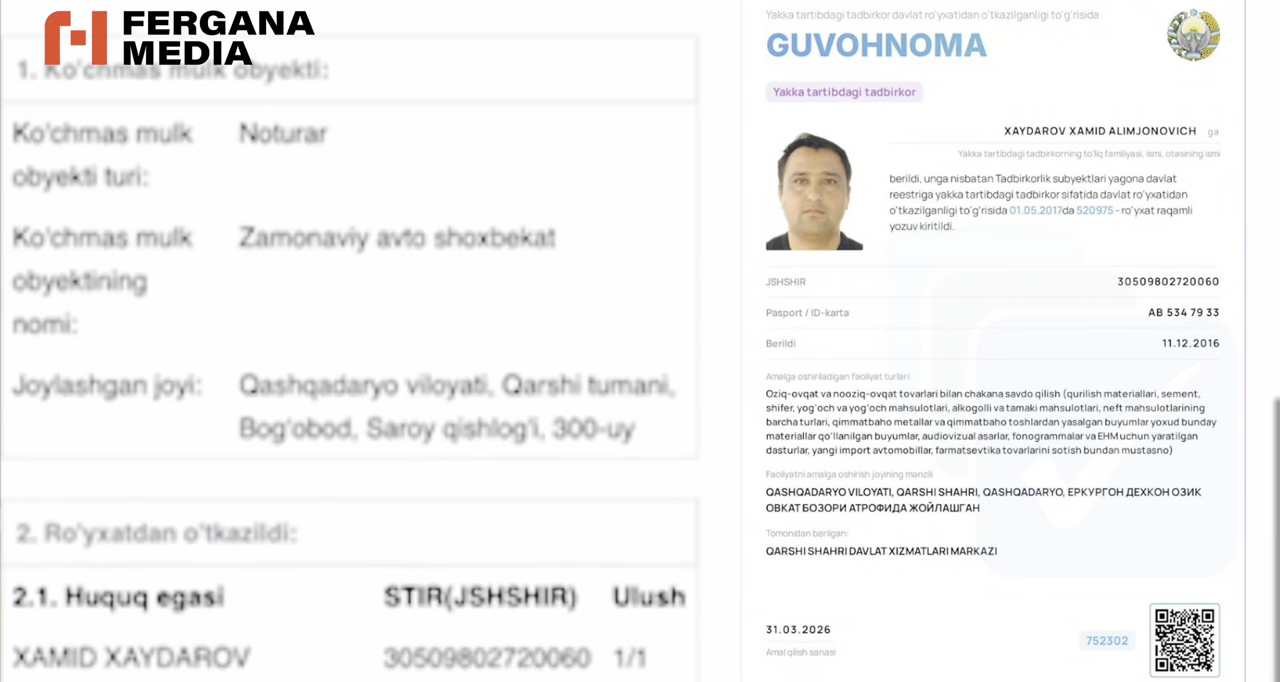 FERGANA
MEDIA
1. Ko'chmas mulk obyekti:
Ko'chmas mulk obyekti turi:
Noturar
Ko'chmas mulk obyektining nomi:
Zamonaviy avto shoxbekat
Joylashgan joyi:
Qashqadaryo viloyati, Qarshi tumani,
Bog'obod, Saroy qishlog'i, 300-uy
2. Ro'yxatdan o'tkazildi:
2.1. Huquq egasi STIR(JSHSHIR) Ulush
XAMID XAYDAROV 30509802720060 1/1
Yakka tartibdagi tadbirkor davlat ro'yxatidan o'tkazilganligi to'g'risida
GUVOHNOMA
Yakka tartibdagi tadbirkor
XAYDAROV XAMID ALIMJONOVICH ga
Yakka tartibdagi tadbirkorning to'liq familiyasi, ismi, otasining ismi
berildi, unga nisbatan Tadbirkorlik subyektlari yagona davlat
reestriga yakka tartibdagi tadbirkor sifatida davlat ro'yxatidan
o'tkazilganligi to'g'risida 01.05.2017da 520975 - ro'yxat raqamli
yozuv kiritildi.
JSHSHIR 30509802720060
Pasport / ID-karta AB 534 79 33
Berildi 11.12.2016
Amalga oshiriladigan faoliyat turlari:
Oziq-ovqat va nooziq-ovqat tovarlari bilan chakana savdo qilish (qurilish materiallari, sement,
shifer, yog'och va yog'och mahsulotlari, alkogolli va tamaki mahsulotlari, neft mahsulotlarining
barcha turlari, qimmatbaho metallar va qimmatbaho toshlardan yasalgan buyumlar yoxud bunday
materiallar qo'llanilgan buyumlar, audiovizual asarlar, fonogrammalar va EHM uchun yaratilgan
dasturlar, yangi import avtomobillar, farmatsevtika tovarlarini sotish bundan mustasno)
Faoliyatni amalga oshirish joyining manzili
QASHQADARYO VILOYATI, QARSHI SHAHRI, QASHQADARYO, ЕРКУРГОН ДЕХКОН ОЗИК
ОВКАТ БОЗОРИ АТРОФИДА ЖОЙЛАШГАН
Tomonidan berilgan:
QARSHI SHAHRI DAVLAT XIZMATLARI MARKAZI
31.03.2026
Amal qilish sanasi
752302